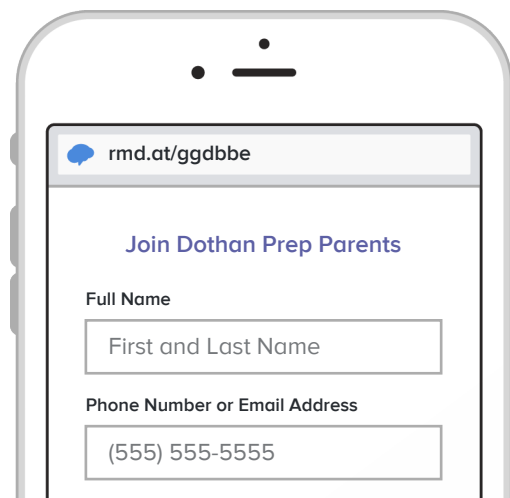 rmd.at/ggdbbe
Join Dothan Prep Parents
Full Name
First and Last Name
Phone Number or Email Address
(555) 555-5555